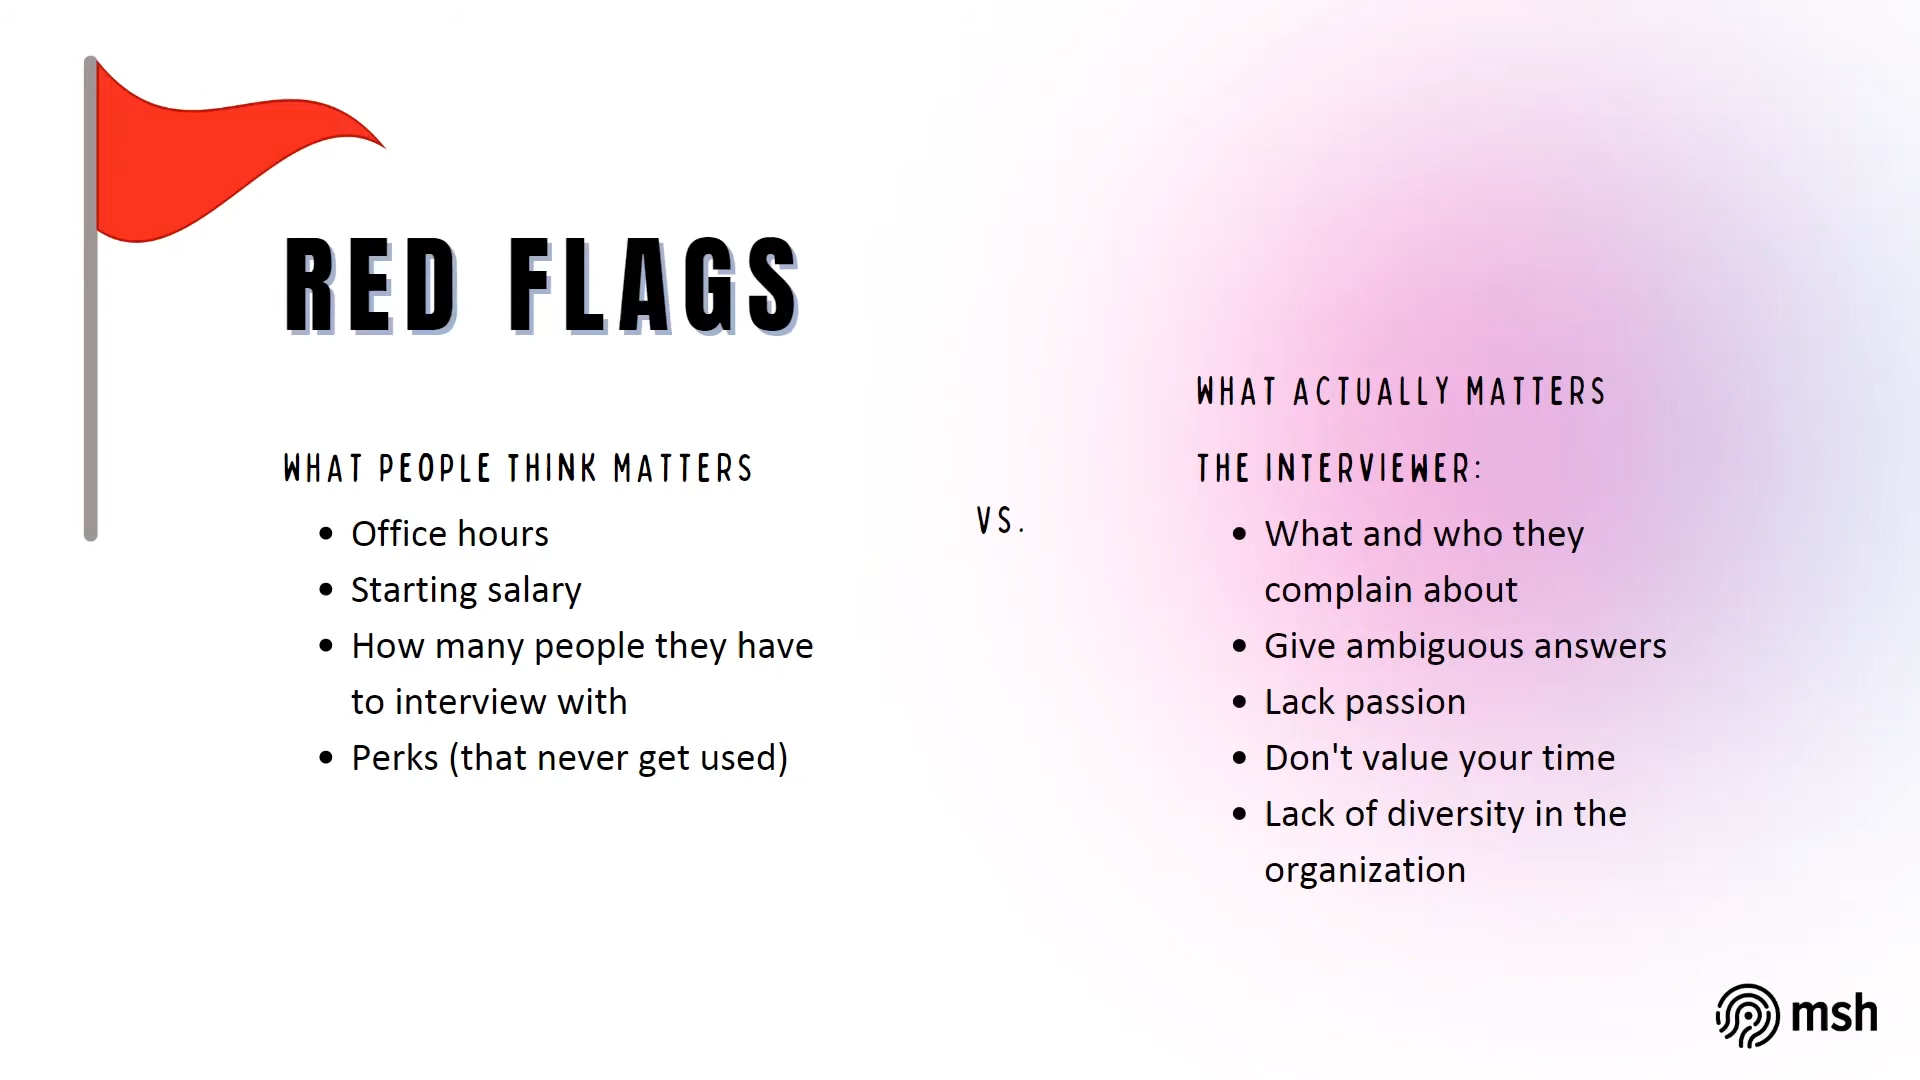 RED FLAGS
WHAT PEOPLE THINK MATTERS
• Office hours
• Starting salary
• How many people they have
to interview with
• Perks (that never get used)
VS.
WHAT ACTUALLY MATTERS
THE INTERVIEWER:
• What and who they
complain about
• Give ambiguous answers
• Lack passion
• Don't value your time
• Lack of diversity in the
organization
msh